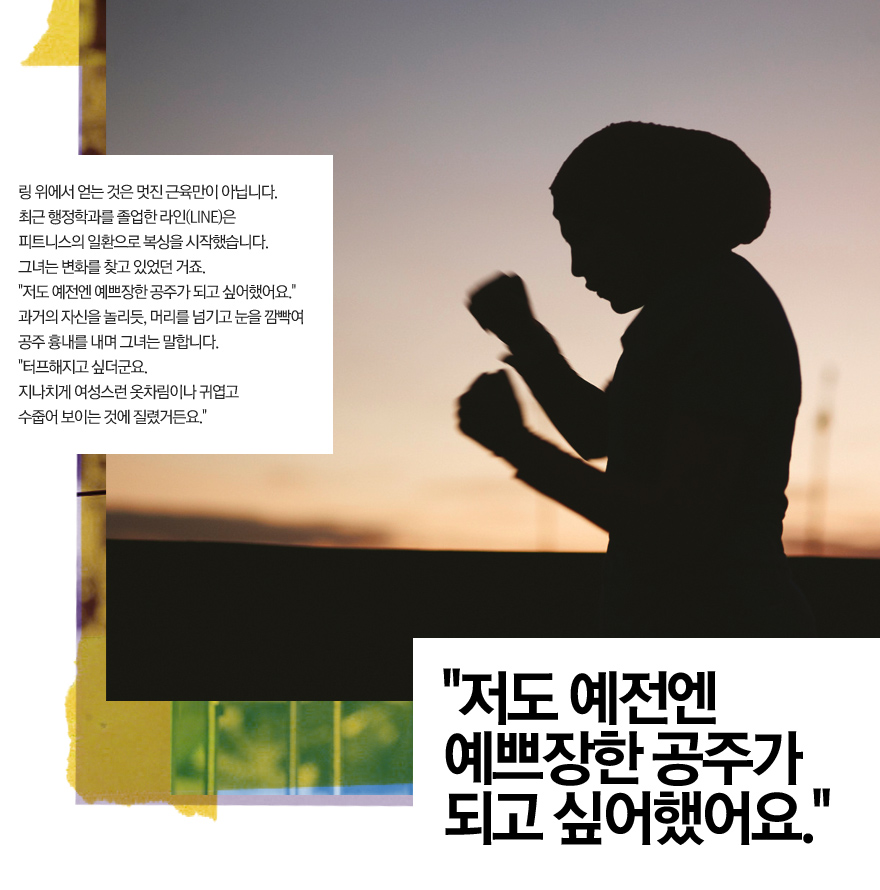 링 위에서 얻는 것은 멋진 근육만이 아닙니다.
최근 행정학과를 졸업한 라인(LINE)은
피트니스의 일환으로 복싱을 시작했습니다.
그녀는 변화를 찾고 있었던 거죠.
"저도 예전엔 예쁘장한 공주가 되고 싶어했어요."
과거의 자신을 놀리듯, 머리를 넘기고 눈을 깜빡여
공주 흉내를 내며 그녀는 말합니다.
"터프해지고 싶더군요.
지나치게 여성스런 옷차림이나 귀엽고
수줍어 보이는 것에 질렸거든요."
"저도 예전엔
예쁘장한 공주가
되고 싶어했어요."